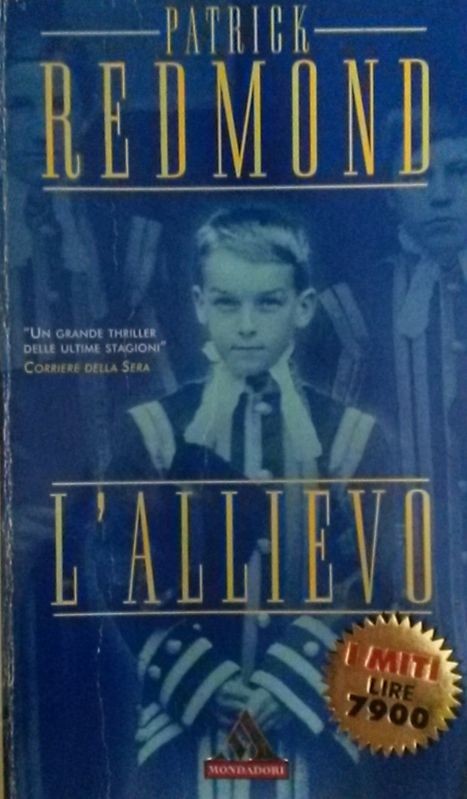 PATRICK
REDMOND
"UN GRANDE THRILLER
DELLE ULTIME STAGIONI"
CORRIERE DELLA SERA
L'ALLIEVO
I MITI
LIRE
7900
MONDADORI